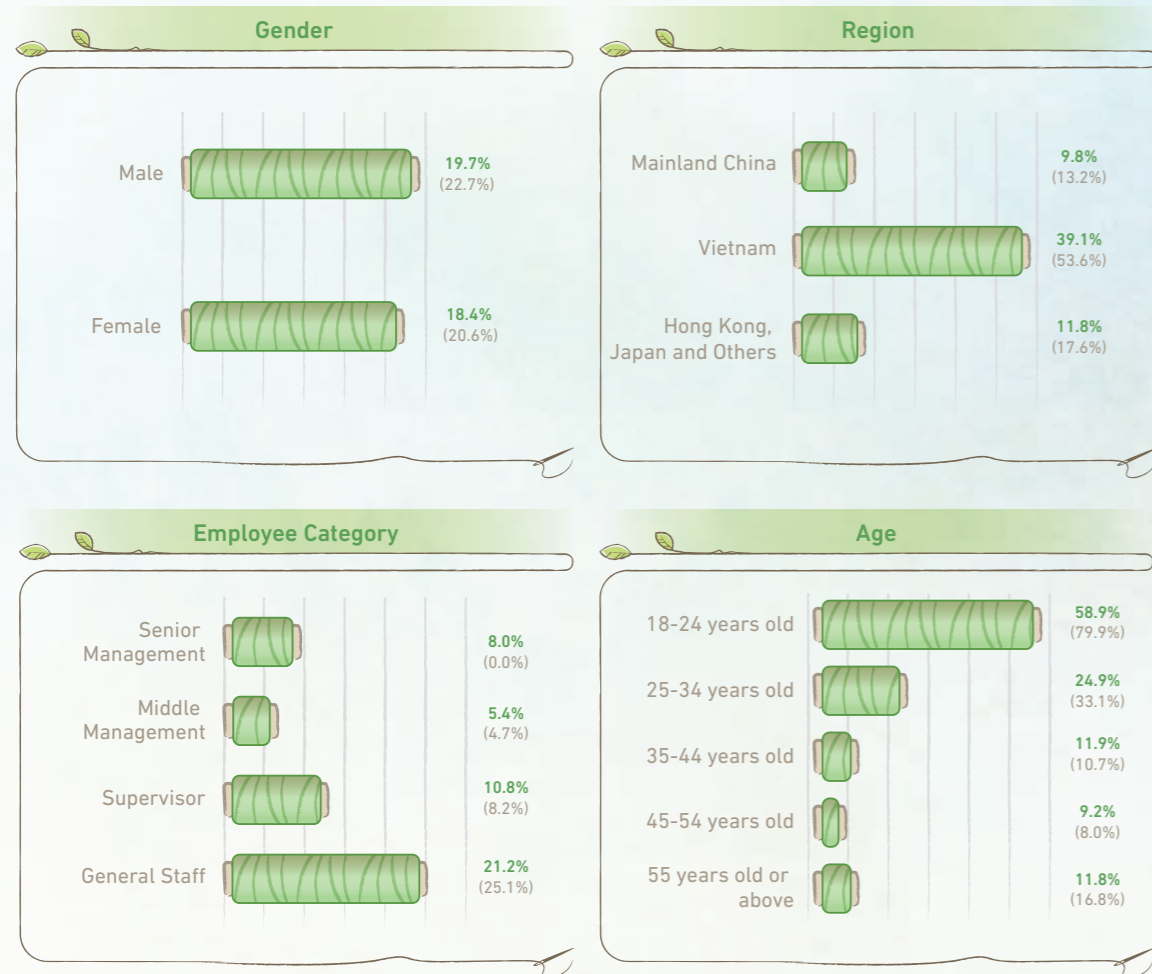 Gender
Male
19.7%
(22.7%)
Female
18.4%
(20.6%)
Region
Mainland China
9.8%
(13.2%)
Vietnam
39.1%
(53.6%)
Hong Kong,
Japan and Others
11.8%
(17.6%)
Employee Category
Senior
Management
8.0%
(0.0%)
Middle
Management
5.4%
(4.7%)
Supervisor
10.8%
(8.2%)
General Staff
21.2%
(25.1%)
Age
18-24 years old
58.9%
(79.9%)
25-34 years old
24.9%
(33.1%)
35-44 years old
11.9%
(10.7%)
45-54 years old
9.2%
(8.0%)
55 years old or
above
11.8%
(16.8%)